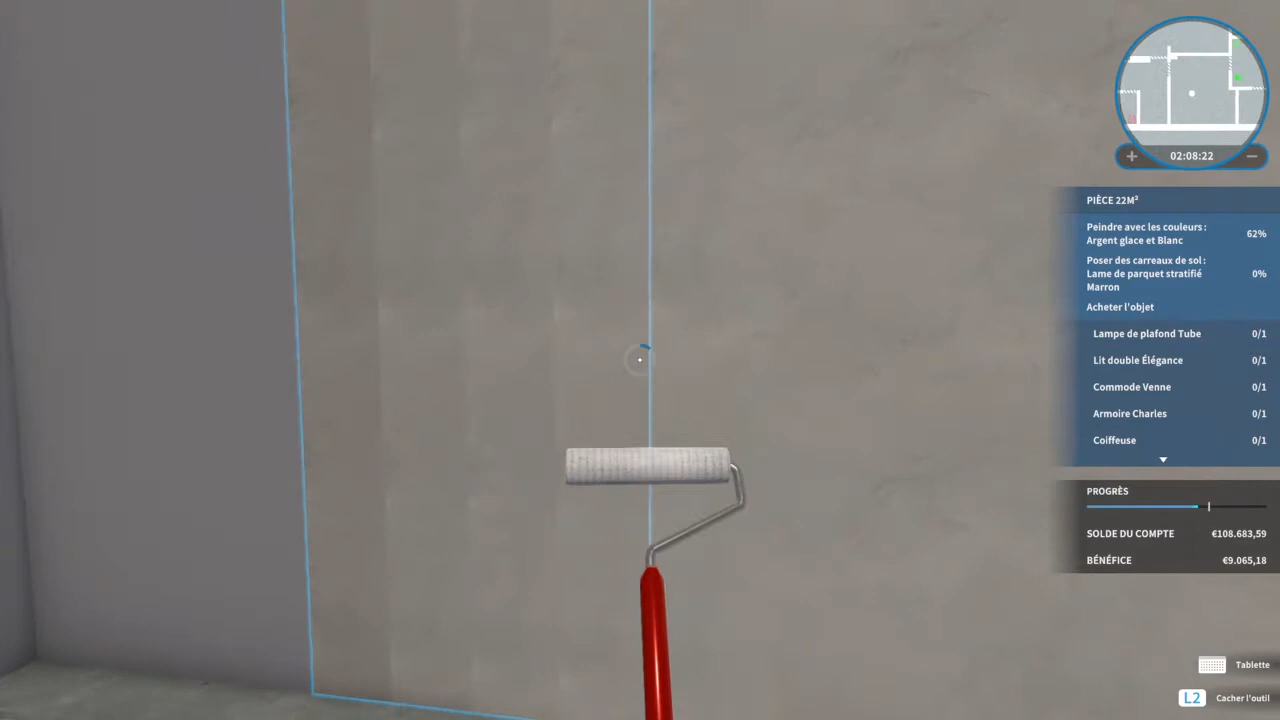 02:08:22
PIÈCE 22M²
Peindre avec les couleurs :
Argent glace et Blanc 62%
Poser des carreaux de sol :
Lame de parquet stratifié 0%
Marron
Acheter l'objet
Lampe de plafond Tube 0/1
Lit double Élégance 0/1
Commode Venne 0/1
Armoire Charles 0/1
Coiffeuse 0/1
PROGRÈS
SOLDE DU COMPTE €108.683,59
BÉNÉFICE €9.065,18
Tablette
L2 Cacher l'outil